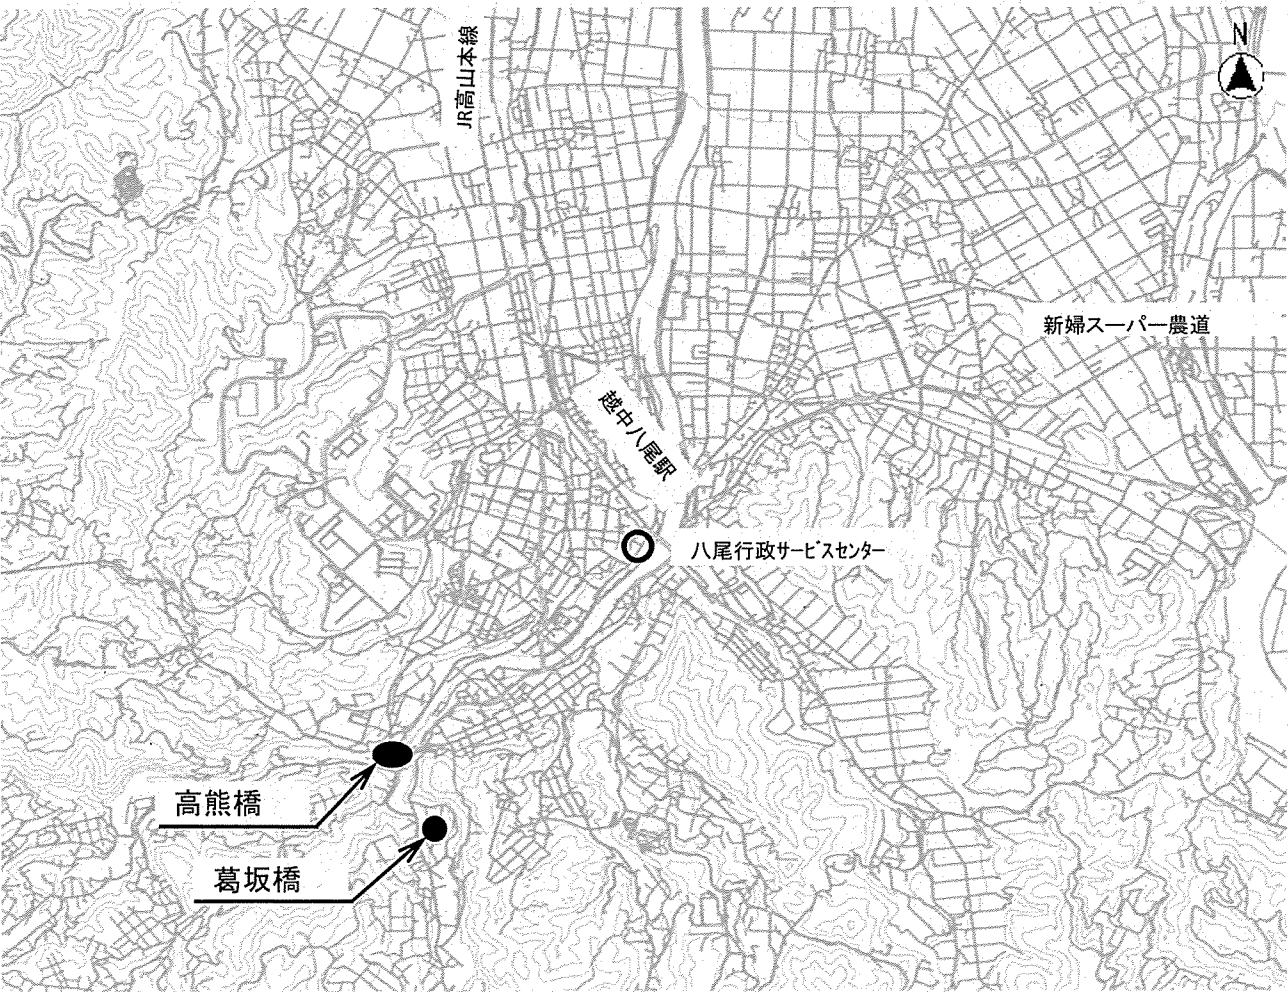 N
JR高山本線
新婦スーパー農道
越中八尾駅
八尾行政サービスセンター
高熊橋
葛坂橋